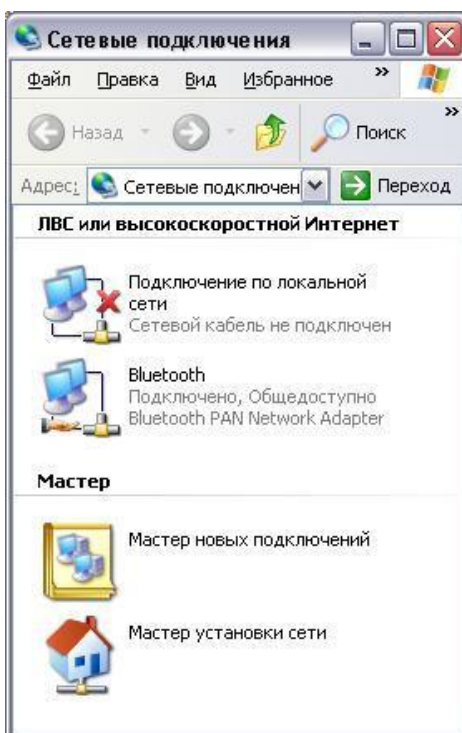 Сетевые подключения
Файл Правка Вид Избранное »
Назад Поиск »
Адрес: Сетевые подключен Переход
ЛВС или высокоскоростной Интернет
Подключение по локальной
сети
Сетевой кабель не подключен
Bluetooth
Подключено, Общедоступно
Bluetooth PAN Network Adapter
Мастер
Мастер новых подключений
Мастер установки сети